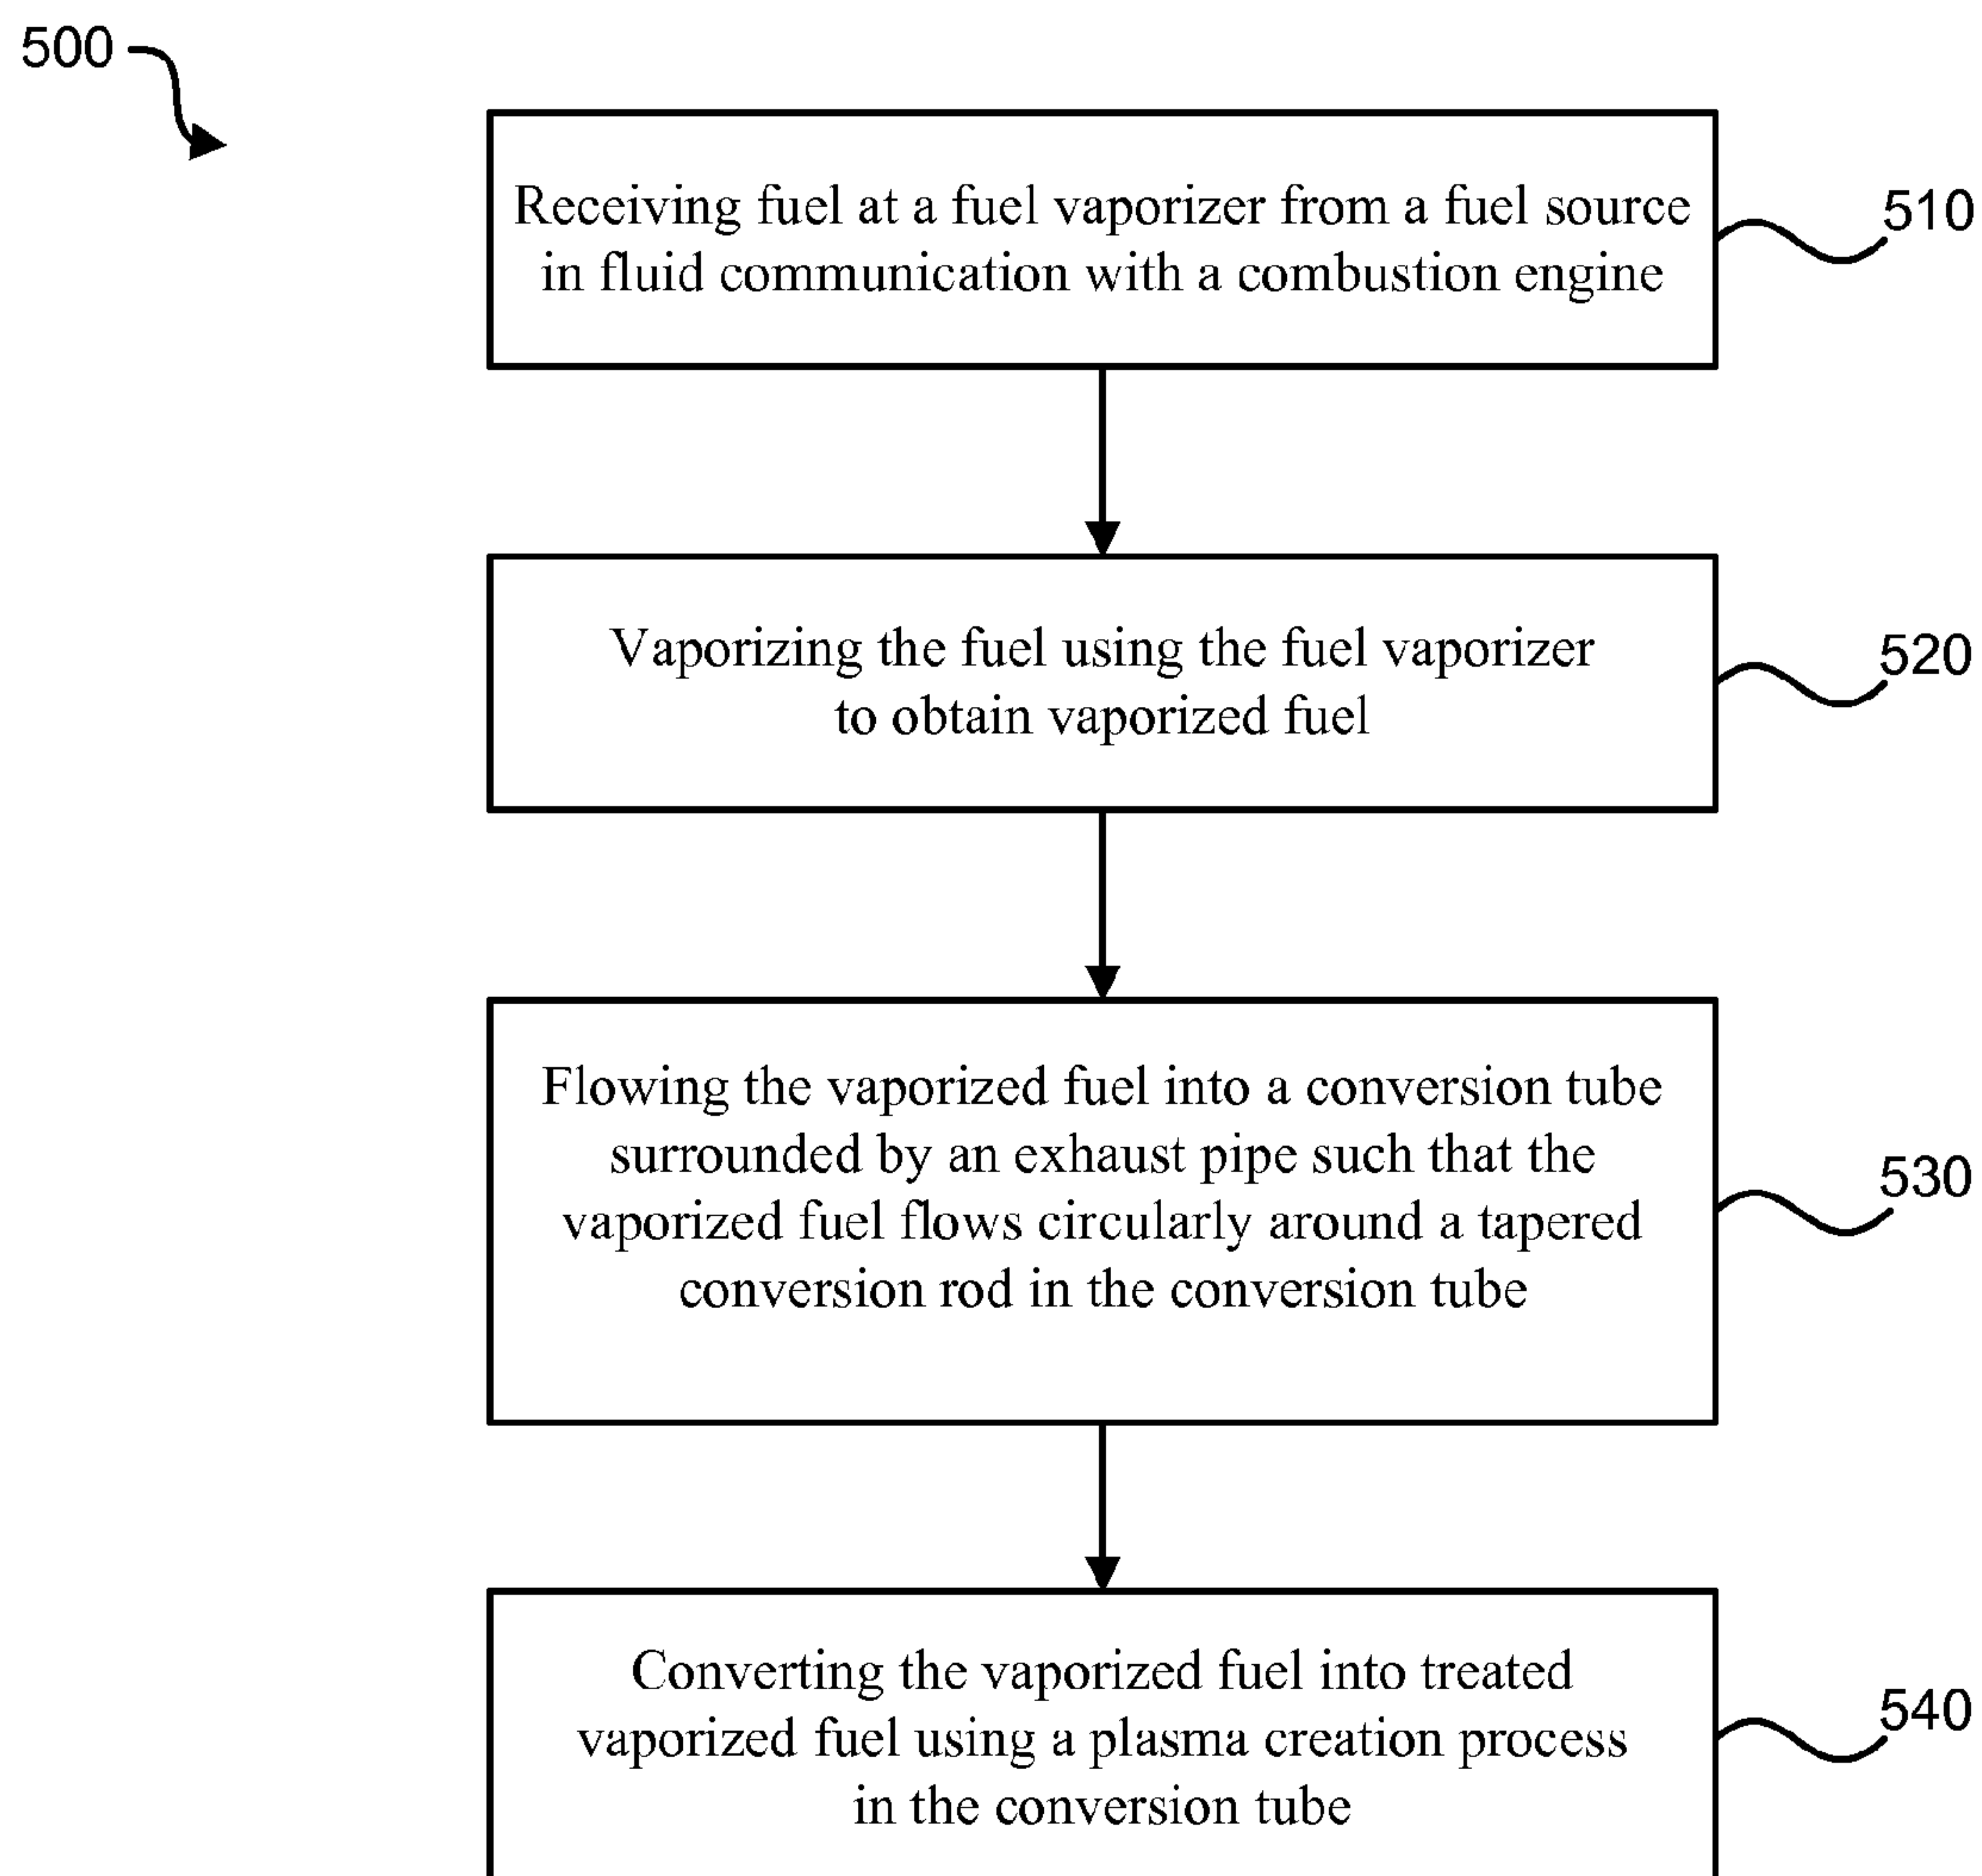 500
Receiving fuel at a fuel vaporizer from a fuel source
in fluid communication with a combustion engine
510
Vaporizing the fuel using the fuel vaporizer
to obtain vaporized fuel
520
Flowing the vaporized fuel into a conversion tube
surrounded by an exhaust pipe such that the
vaporized fuel flows circularly around a tapered
conversion rod in the conversion tube
530
Converting the vaporized fuel into treated
vaporized fuel using a plasma creation process
in the conversion tube
540